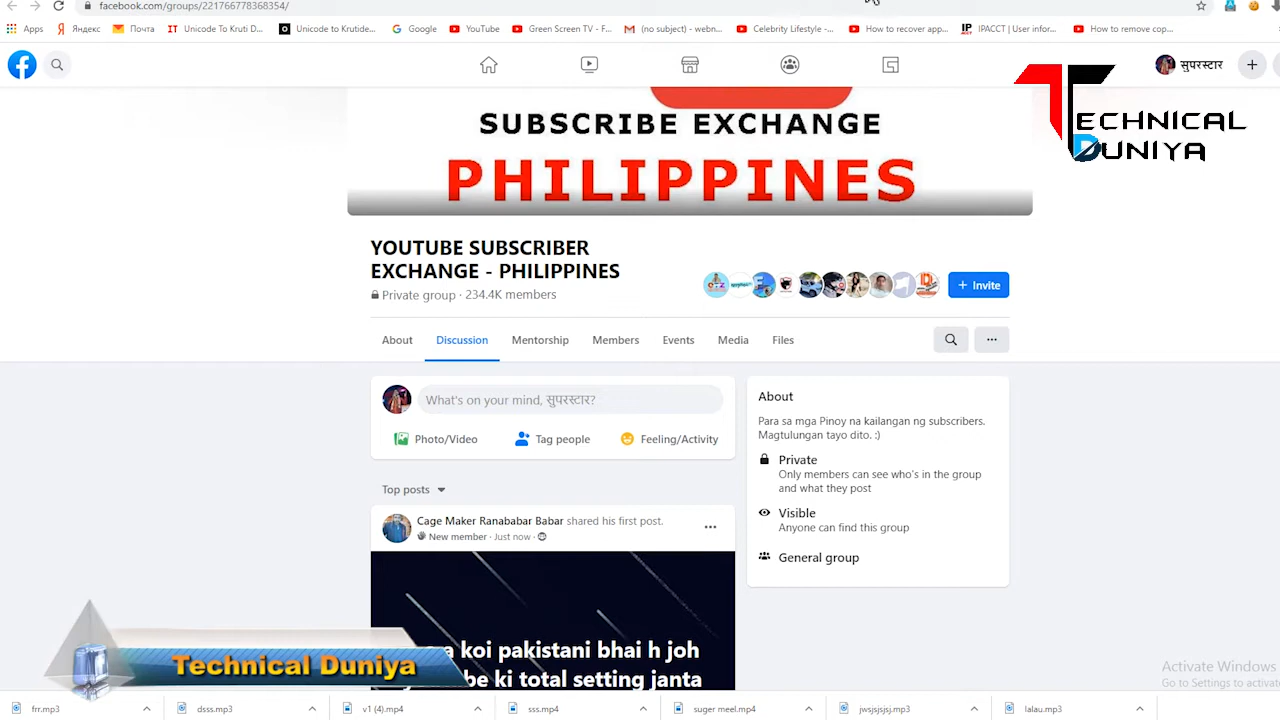 facebook.com/groups/221766778368354/
Apps
Яндекс
Почта
Unicode To Kruti D...
Unicode to Krutide...
Google
YouTube
Green Screen TV - F...
(no subject) - webn...
Celebrity Lifestyle -...
How to recover app...
IPACCT | User infor...
How to remove cop...
सुपरस्टार
TECHNICAL
DUNIYA
SUBSCRIBE EXCHANGE
PHILIPPINES
YOUTUBE SUBSCRIBER
EXCHANGE - PHILIPPINES
Private group · 234.4K members
+ Invite
About
Discussion
Mentorship
Members
Events
Media
Files
What's on your mind, सुपरस्टार?
Photo/Video
Tag people
Feeling/Activity
About
Para sa mga Pinoy na kailangan ng subscribers.
Magtulungan tayo dito. :)
Private
Only members can see who's in the group
and what they post
Visible
Anyone can find this group
General group
Top posts
Cage Maker Ranababar Babar shared his first post.
New member · Just now
koi pakistani bhai h joh
be ki total setting janta
Technical Duniya
Activate Windows
Go to Settings to activate
frr.mp3
dsss.mp3
v1 (4).mp4
sss.mp4
suger meel.mp4
jwsjsjsjsj.mp3
lalau.mp3